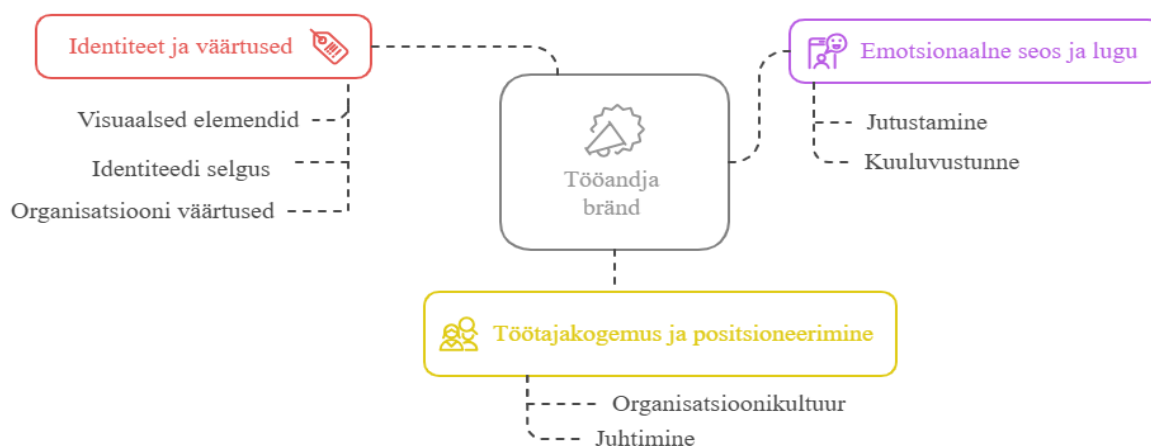 Identiteet ja väärtused
Visuaalsed elemendid
Identiteedi selgus
Organisatsiooni väärtused
Tööandja
bränd
Emotsionaalne seos ja lugu
Jutustamine
Kuuluvustunne
Töötajakogemus ja positsioneerimine
Organisatsioonikultuur
Juhtimine